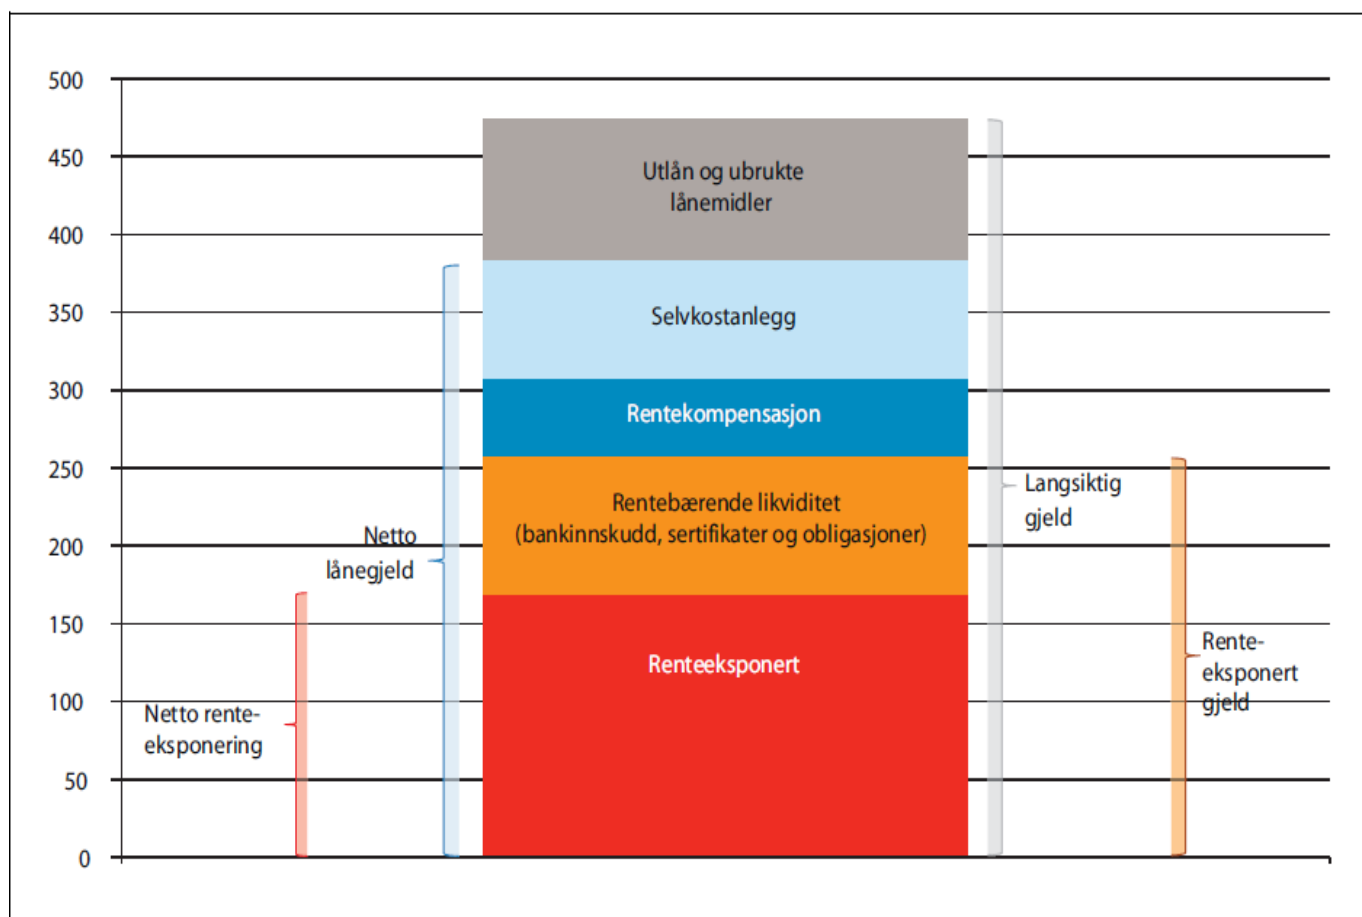 500
450
400
350
300
250
200
150
100
50
0
Utlån og ubrukte
lånemidler
Selvkostanlegg
Rentekompensasjon
Rentebærende likviditet
(bankinnskudd, sertifikater og obligasjoner)
Renteeksponert
Netto
lånegjeld
Netto rente-
eksponering
Langsiktig
gjeld
Rente-
eksponert
gjeld